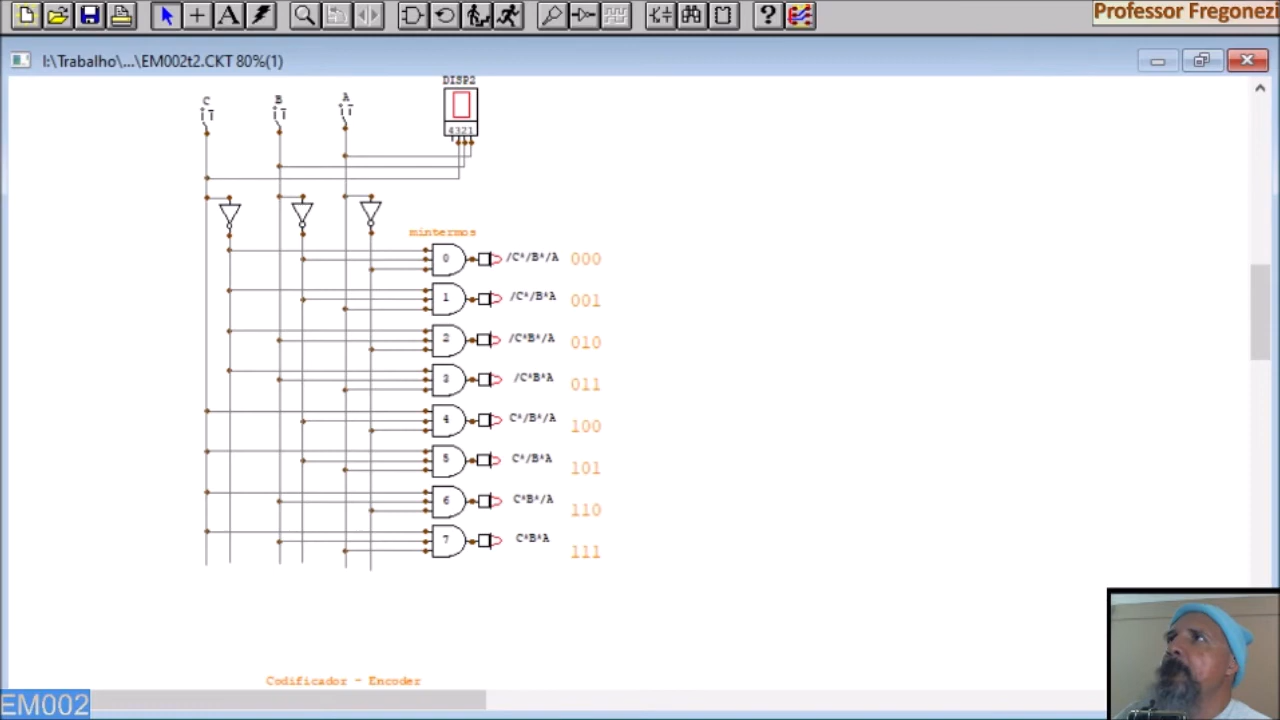 A
?
Professor Fregonezi
I:\Trabalho\...\EM002t2.CKT 80%(1)
DISP2
C
B
A
4321
mintermos
0 /C*/B*/A 000
1 /C*/B*A 001
2 /C*B*/A 010
3 /C*B*A 011
4 C*/B*/A 100
5 C*/B*A 101
6 C*B*/A 110
7 C*B*A 111
Codificador - Encoder
EM002